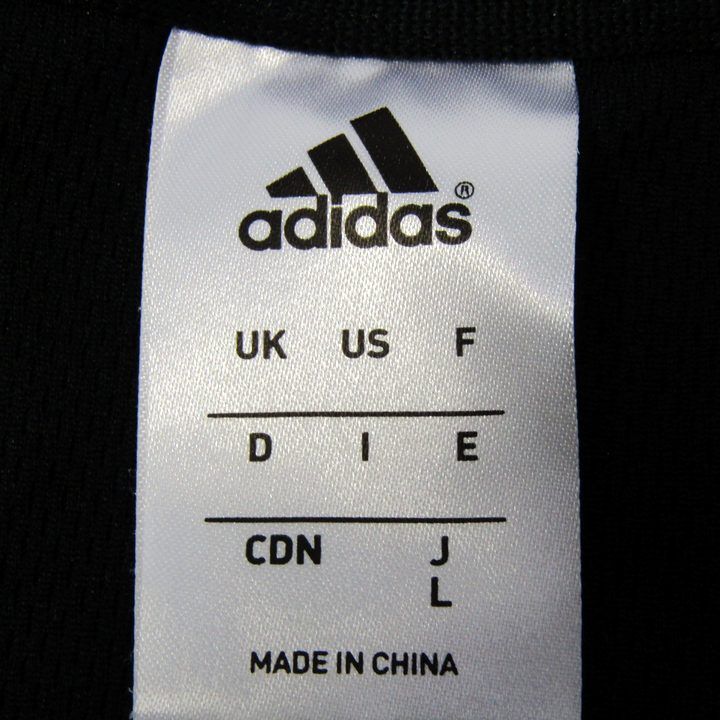 adidas®
UK US F
D I E
CDN J
L
MADE IN CHINA